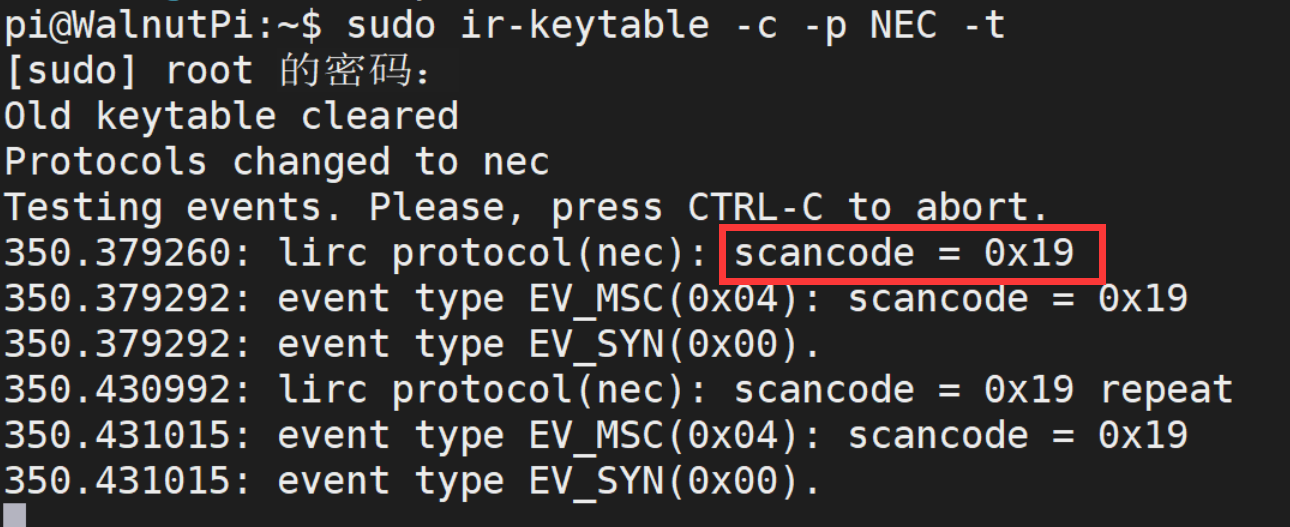 pi@WalnutPi:~$ sudo ir-keytable -c -p NEC -t
[sudo] root 的密码：
Old keytable cleared
Protocols changed to nec
Testing events. Please, press CTRL-C to abort.
350.379260: lirc protocol(nec): scancode = 0x19
350.379292: event type EV_MSC(0x04): scancode = 0x19
350.379292: event type EV_SYN(0x00).
350.430992: lirc protocol(nec): scancode = 0x19 repeat
350.431015: event type EV_MSC(0x04): scancode = 0x19
350.431015: event type EV_SYN(0x00).